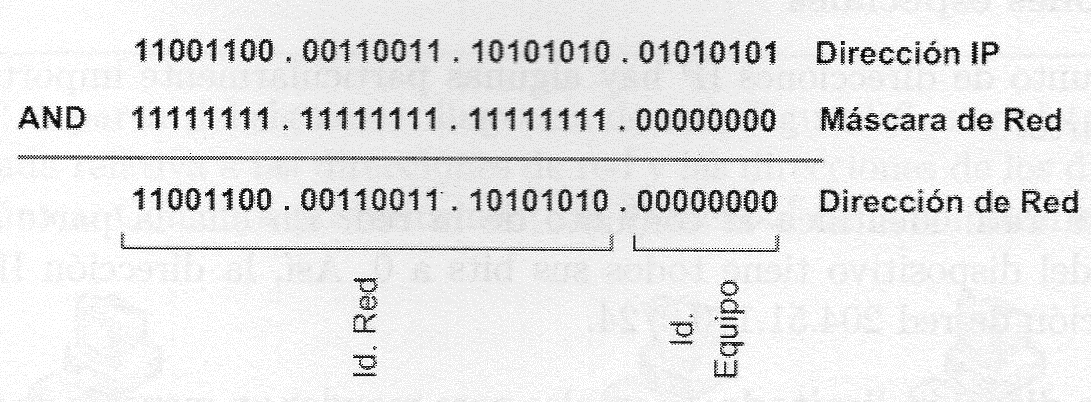 11001100 . 00110011 . 10101010 . 01010101 Dirección IP
AND 11111111 . 11111111 . 11111111 . 00000000 Máscara de Red
11001100 . 00110011 . 10101010 . 00000000 Dirección de Red
Id. Red
Id.
Equipo